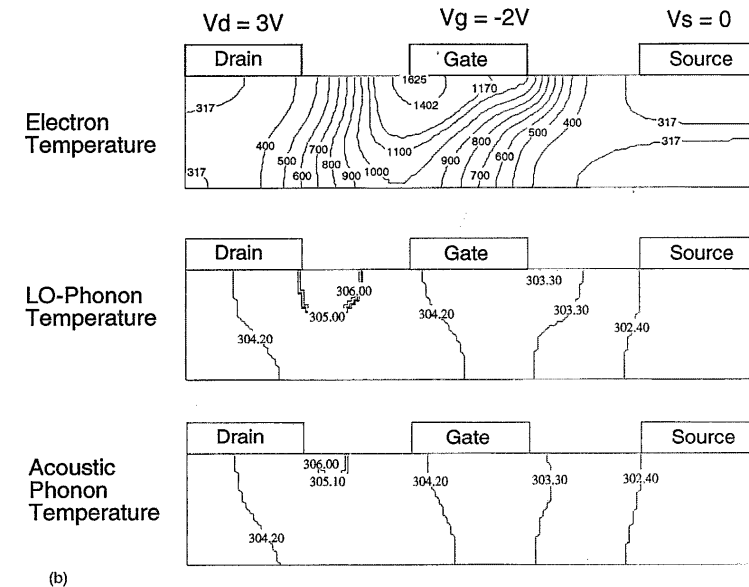 Vd = 3V Vg = -2V Vs = 0
Drain Gate Source
Electron
Temperature
317 1625 1402 1170 317
400 500 600 700 800 900 1000 1100 900 800 700 600 500 400
317 317
Drain Gate Source
LO-Phonon
Temperature
304.20 305.00 306.00 304.20 303.30 303.30 302.40
Drain Gate Source
Acoustic
Phonon
Temperature
304.20 306.00 305.10 304.20 303.30 302.40
(b)